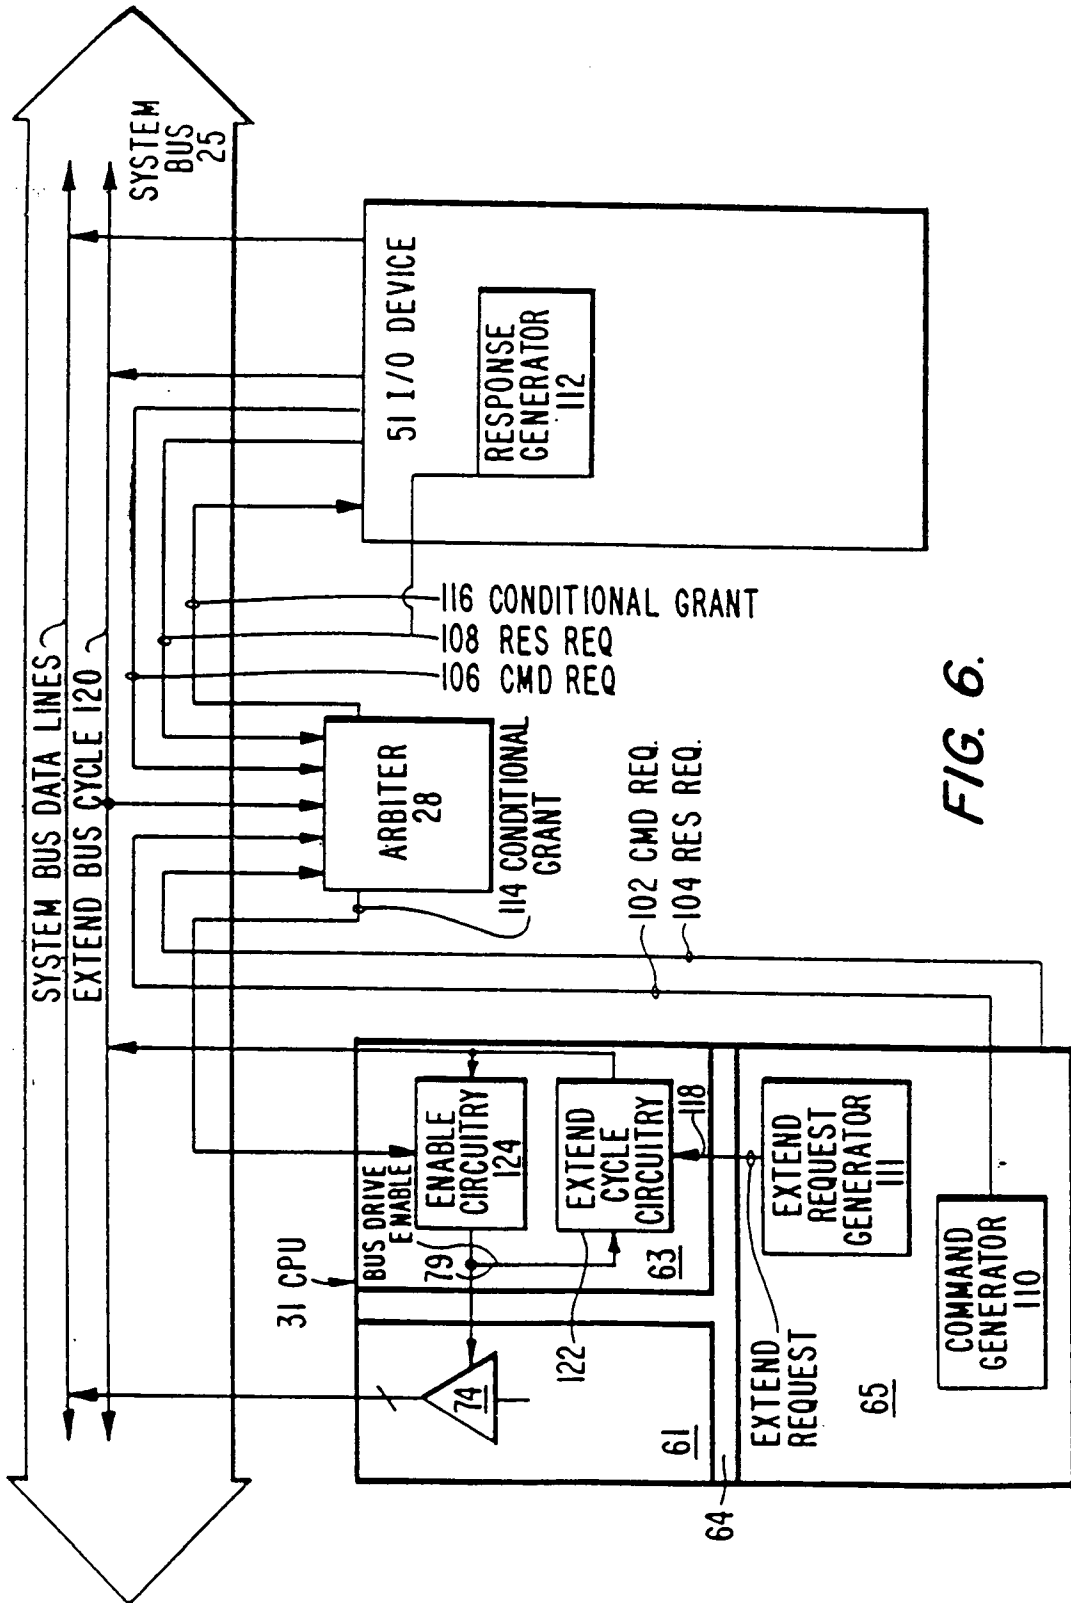 SYSTEM BUS DATA LINES
EXTEND BUS CYCLE 120
SYSTEM
BUS
25
31 CPU
BUS DRIVE
ENABLE
79
ENABLE
CIRCUITRY
124
EXTEND
CYCLE
CIRCUITRY
122
63
74
61
64
118
EXTEND
REQUEST
EXTEND
REQUEST
GENERATOR
111
65
COMMAND
GENERATOR
110
ARBITER
28
114 CONDITIONAL
GRANT
102 CMD REQ.
104 RES REQ.
116 CONDITIONAL GRANT
108 RES REQ
106 CMD REQ
51 I/O DEVICE
RESPONSE
GENERATOR
112
FIG. 6.